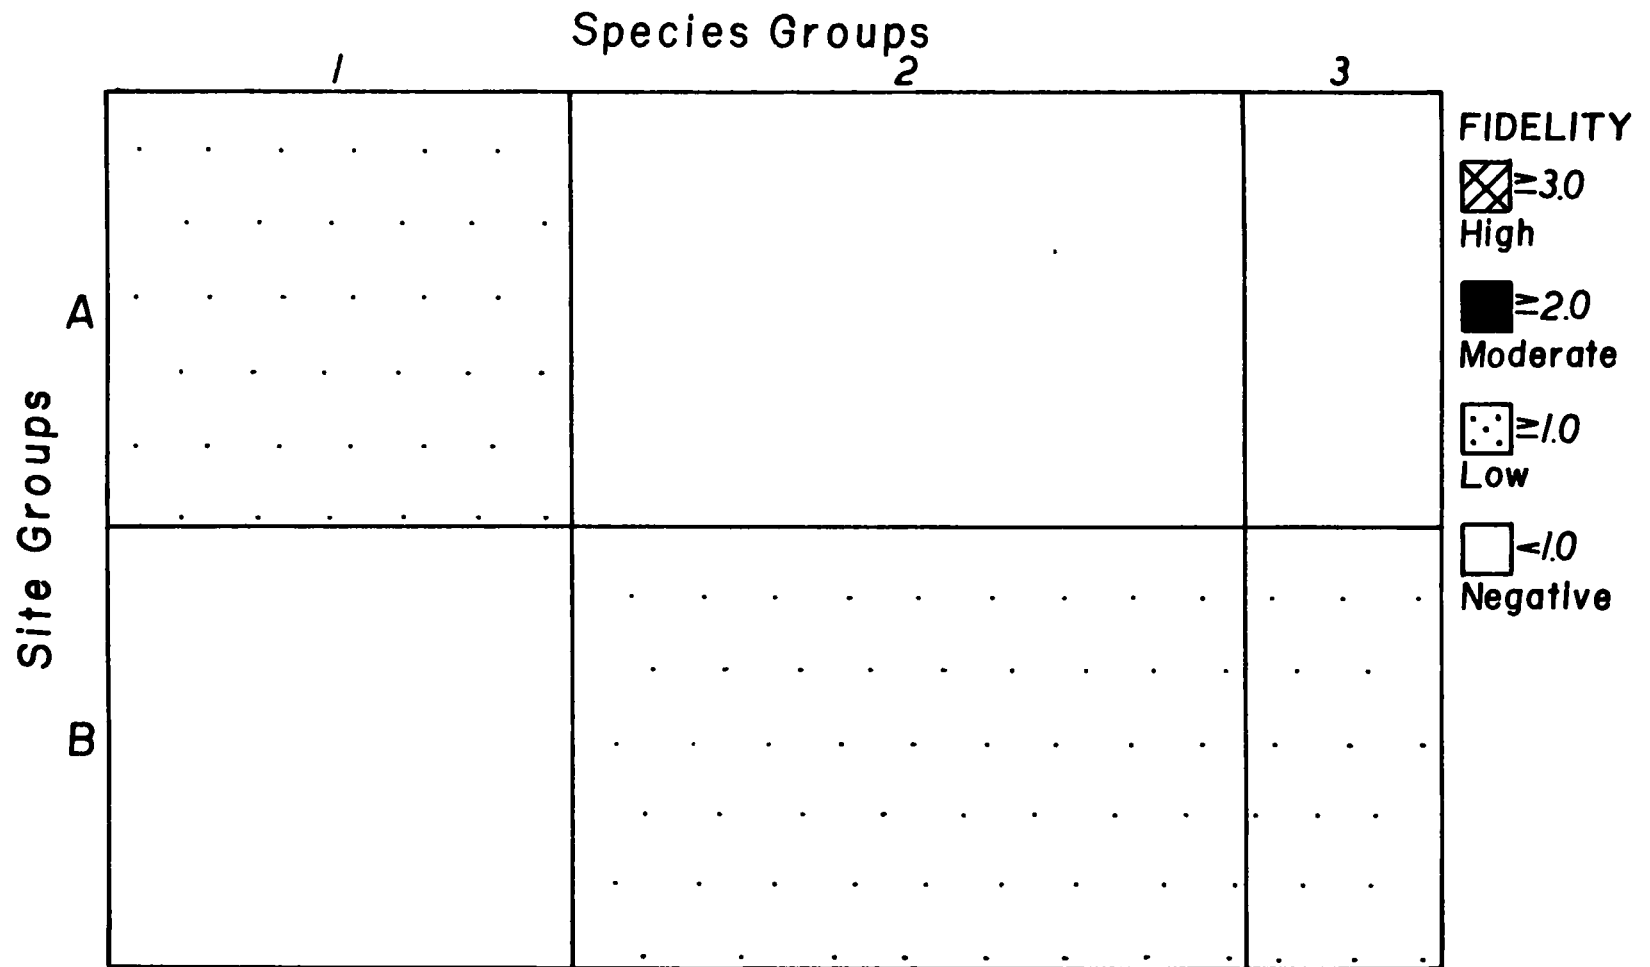 Species Groups
1 2 3
FIDELITY
≥3.0
High
A
≥2.0
Moderate
≥1.0
Low
Site Groups
<1.0
Negative
B